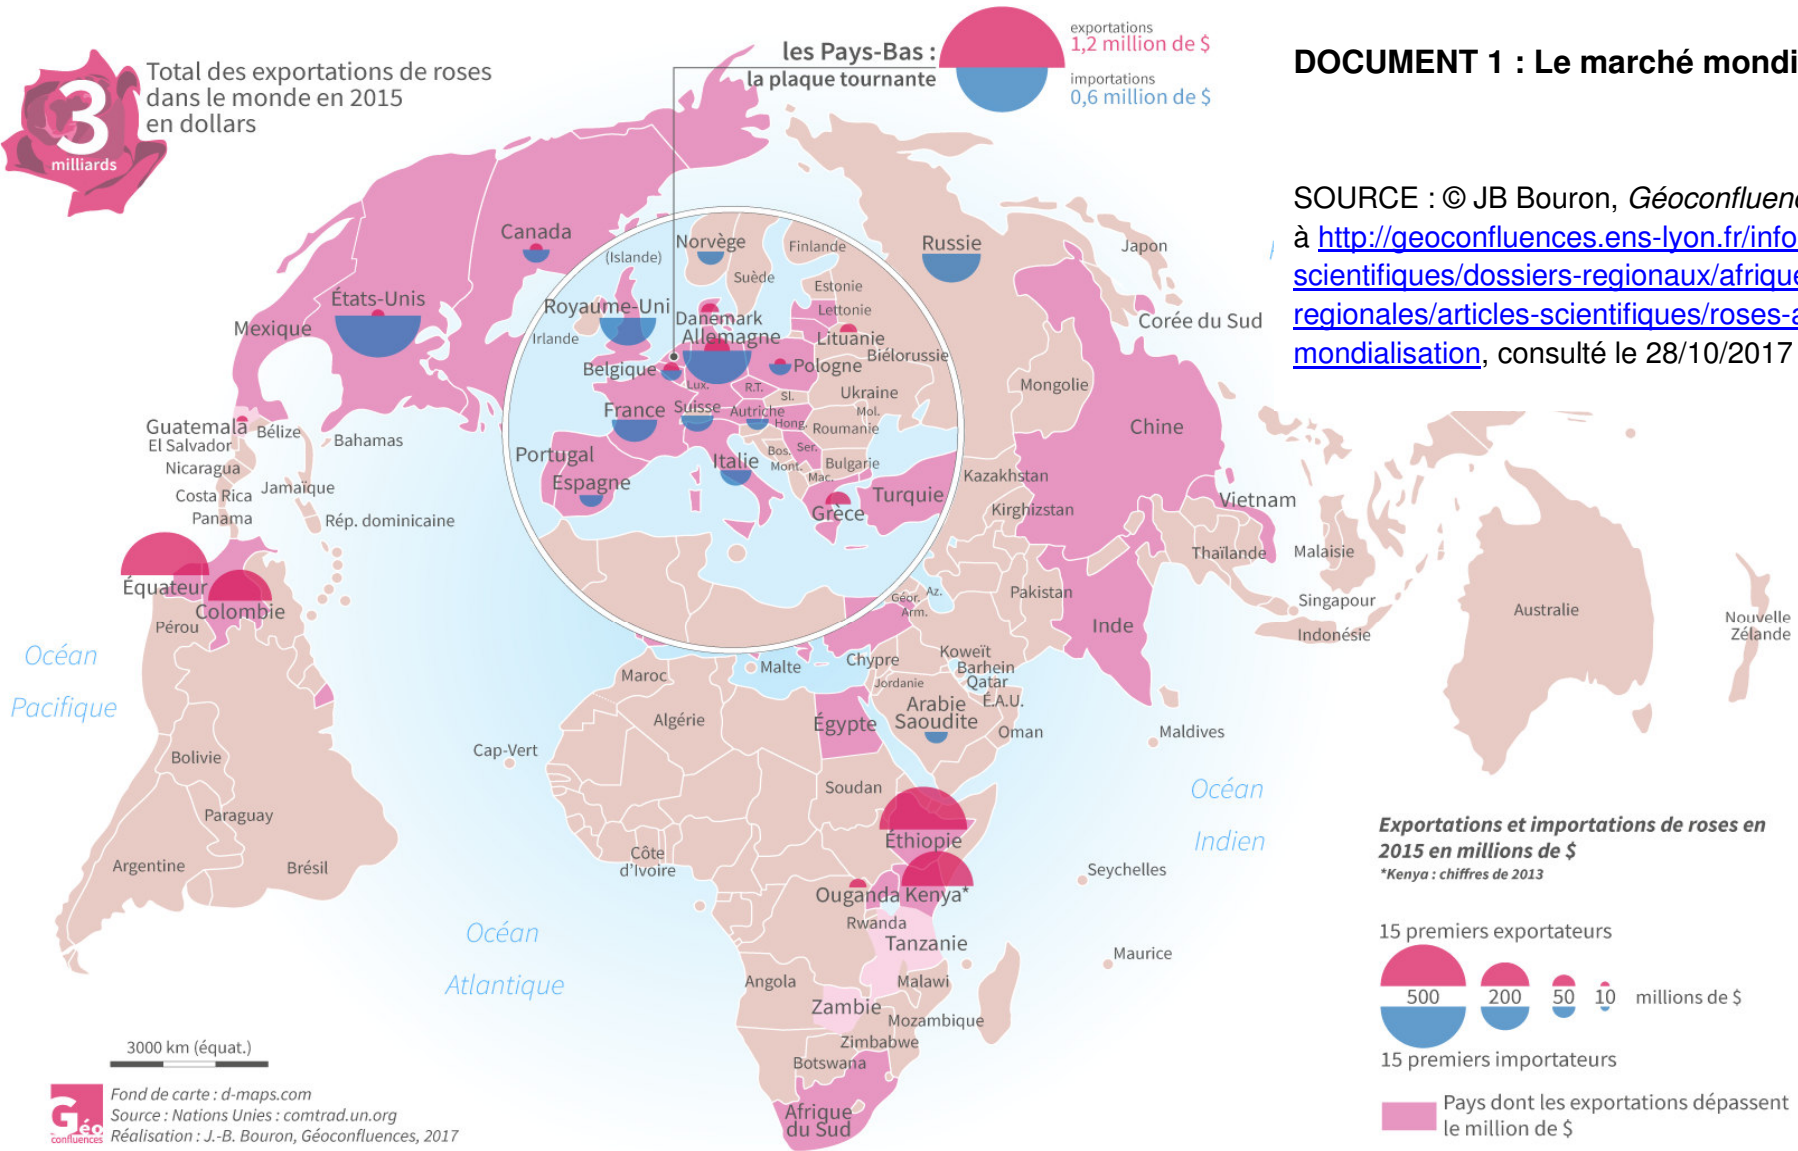 3
milliards
Total des exportations de roses
dans le monde en 2015
en dollars
les Pays-Bas :
la plaque tournante
exportations
1,2 million de $
importations
0,6 million de $
DOCUMENT 1 : Le marché mondi
SOURCE : © JB Bouron, Géoconfluenc
à http://geoconfluences.ens-lyon.fr/info
scientifiques/dossiers-regionaux/afrique
regionales/articles-scientifiques/roses-a
mondialisation, consulté le 28/10/2017
Canada
États-Unis
Mexique
Guatemala
El Salvador
Bélize
Bahamas
Nicaragua
Costa Rica
Jamaïque
Panama
Rép. dominicaine
Équateur
Colombie
Pérou
Bolivie
Paraguay
Argentine
Brésil
Océan
Pacifique
(Islande)
Norvège
Finlande
Suède
Estonie
Royaume-Uni
Lettonie
Danemark
Irlande
Allemagne
Lituanie
Biélorussie
Belgique
Pologne
Lux.
R.T.
Sl.
Ukraine
France
Suisse
Autriche
Mol.
Hong.
Roumanie
Portugal
Bos.
Ser.
Italie
Mont.
Bulgarie
Espagne
Mac.
Turquie
Grèce
Russie
Japon
Corée du Sud
Mongolie
Chine
Kazakhstan
Kirghizstan
Vietnam
Thaïlande
Malaisie
Singapour
Indonésie
Australie
Nouvelle
Zélande
Géor.
Az.
Arm.
Pakistan
Inde
Malte
Chypre
Koweït
Barhein
Qatar
Jordanie
É.A.U.
Arabie
Saoudite
Oman
Maldives
Maroc
Algérie
Égypte
Cap-Vert
Soudan
Éthiopie
Côte
d'Ivoire
Ouganda
Kenya*
Rwanda
Tanzanie
Seychelles
Maurice
Angola
Malawi
Zambie
Mozambique
Zimbabwe
Botswana
Afrique
du Sud
Océan
Atlantique
Océan
Indien
Exportations et importations de roses en
2015 en millions de $
*Kenya : chiffres de 2013
15 premiers exportateurs
500 200 50 10 millions de $
15 premiers importateurs
Pays dont les exportations dépassent
le million de $
3000 km (équat.)
Géo
confluences
Fond de carte : d-maps.com
Source : Nations Unies : comtrad.un.org
Réalisation : J.-B. Bouron, Géoconfluences, 2017